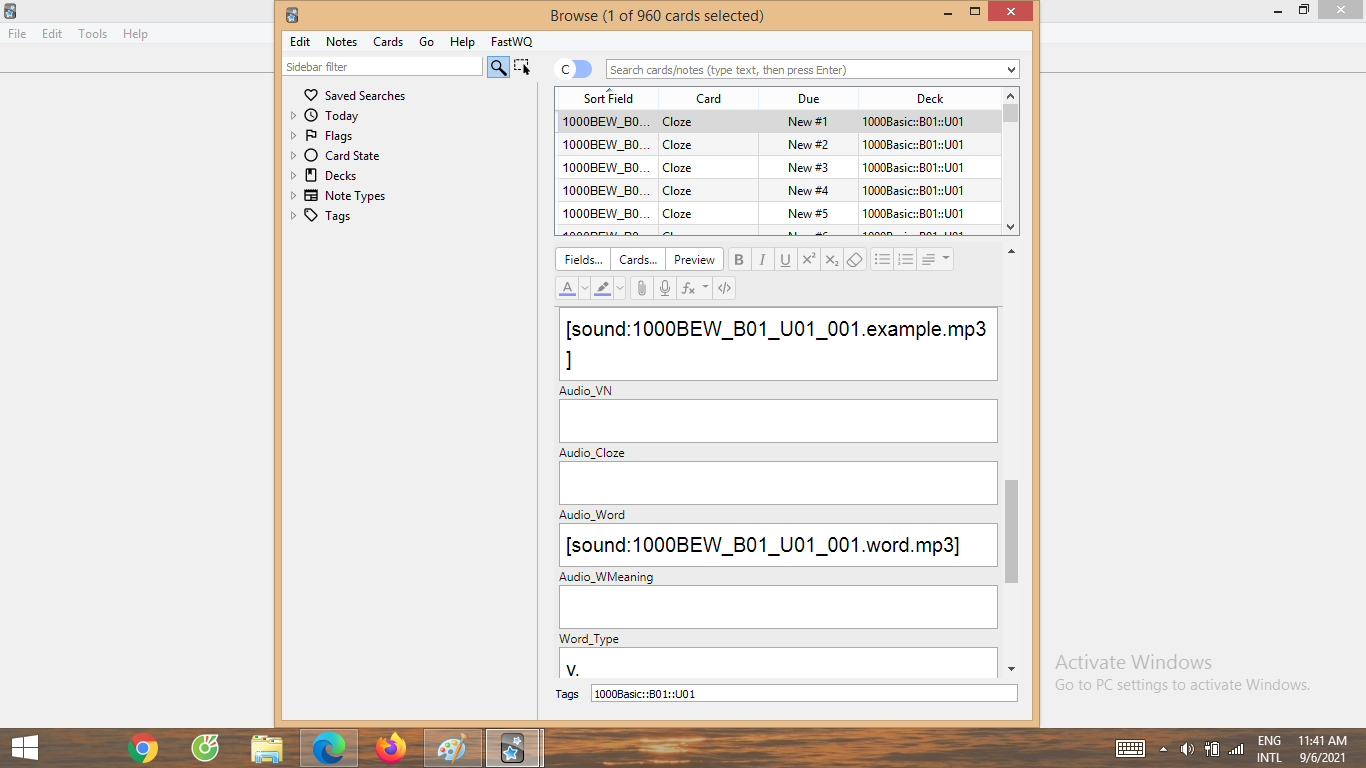 Browse (1 of 960 cards selected)
File Edit Tools Help
Edit Notes Cards Go Help FastWQ
Sidebar filter
C
Search cards/notes (type text, then press Enter)
Saved Searches
Today
Flags
Card State
Decks
Note Types
Tags
Sort Field Card Due Deck
1000BEW_B0... Cloze New #1 1000Basic::B01::U01
1000BEW_B0... Cloze New #2 1000Basic::B01::U01
1000BEW_B0... Cloze New #3 1000Basic::B01::U01
1000BEW_B0... Cloze New #4 1000Basic::B01::U01
1000BEW_B0... Cloze New #5 1000Basic::B01::U01
Fields... Cards... Preview B I U x² x₂
A fx </>
[sound:1000BEW_B01_U01_001.example.mp3
]
Audio_VN
Audio_Cloze
Audio_Word
[sound:1000BEW_B01_U01_001.word.mp3]
Audio_WMeaning
Word_Type
v.
Tags 1000Basic::B01::U01
Activate Windows
Go to PC settings to activate Windows.
ENG 11:41 AM
INTL 9/6/2021